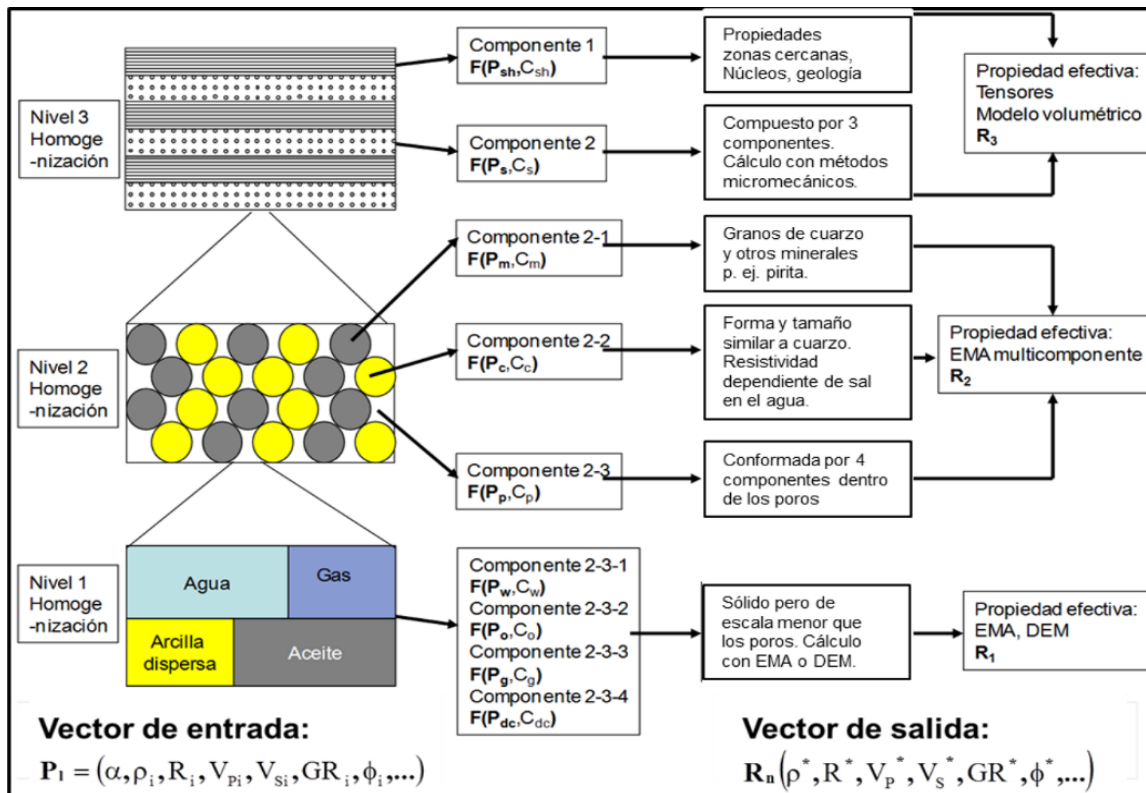 Nivel 3
Homoge
-nización
Componente 1
F(Psh,Csh)
Propiedades
zonas cercanas,
Núcleos, geología
Componente 2
F(Ps,Cs)
Compuesto por 3
componentes.
Cálculo con métodos
micromecánicos.
Propiedad efectiva:
Tensores
Modelo volumétrico
R3
Nivel 2
Homoge
-nización
Componente 2-1
F(Pm,Cm)
Granos de cuarzo
y otros minerales
p. ej. pirita.
Componente 2-2
F(Pc,Cc)
Forma y tamaño
similar a cuarzo.
Resistividad
dependiente de sal
en el agua.
Componente 2-3
F(Pp,Cp)
Conformada por 4
componentes dentro
de los poros
Propiedad efectiva:
EMA multicomponente
R2
Nivel 1
Homoge
-nización
Agua
Gas
Arcilla
dispersa
Aceite
Componente 2-3-1
F(Pw,Cw)
Componente 2-3-2
F(Po,Co)
Componente 2-3-3
F(Pg,Cg)
Componente 2-3-4
F(Pdc,Cdc)
Sólido pero de
escala menor que
los poros. Cálculo
con EMA o DEM.
Propiedad efectiva:
EMA, DEM
R1
Vector de entrada:
P1 = (α, ρi, Ri, VPi, VSi, GRi, ϕi,...)
Vector de salida:
Rn(ρ*, R*, VP*, VS*, GR*, ϕ*,...)